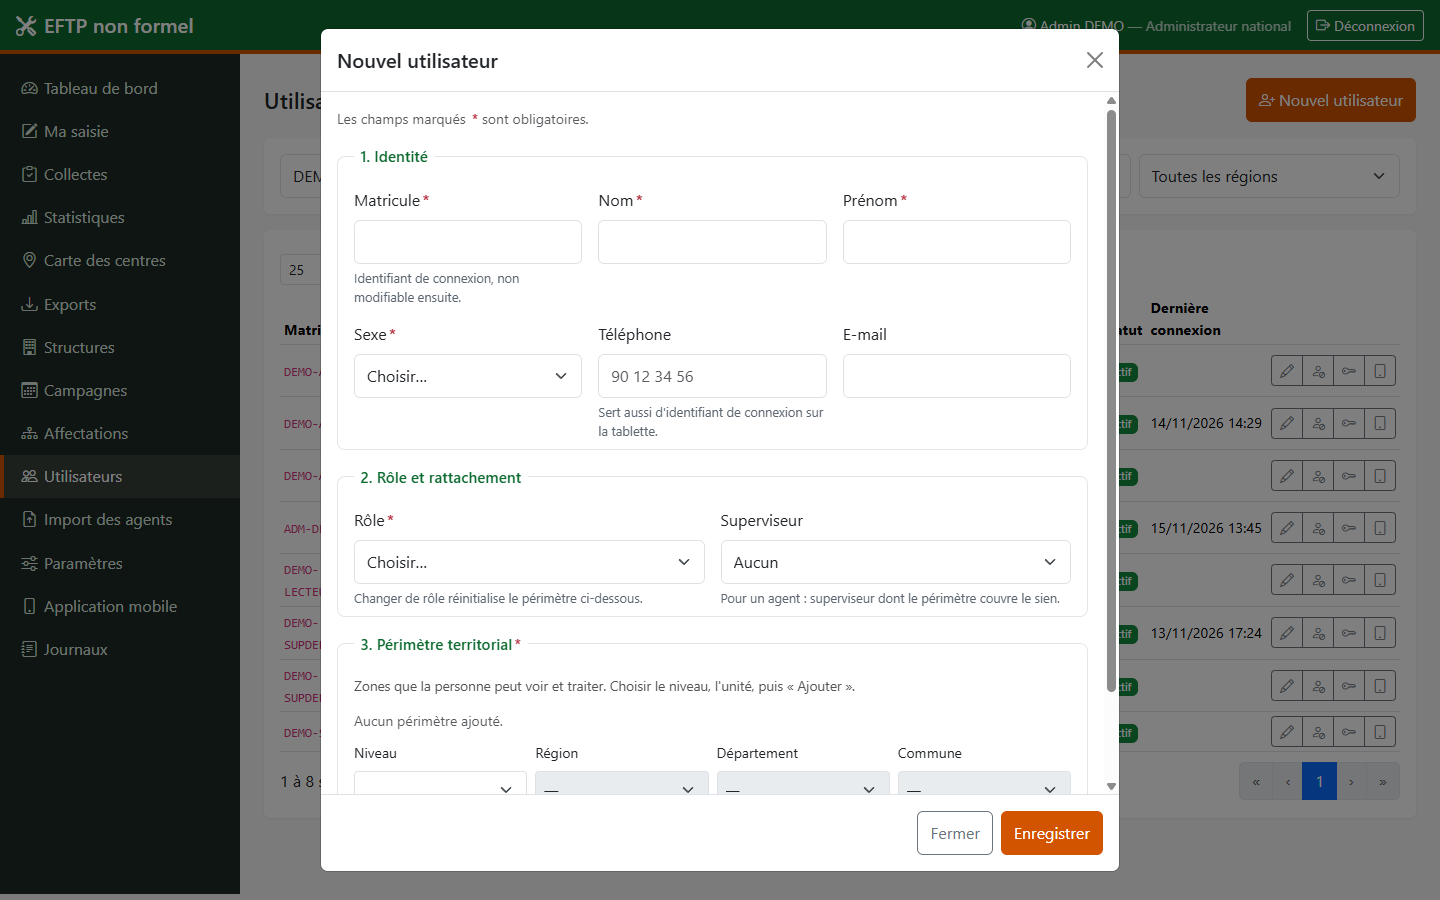 EFTP non formel
Admin DEMO — Administrateur national
Déconnexion
Tableau de bord
Ma saisie
Collectes
Statistiques
Carte des centres
Exports
Structures
Campagnes
Affectations
Utilisateurs
Import des agents
Paramètres
Application mobile
Journaux
Nouvel utilisateur
Toutes les régions
25
Dernière
connexion
14/11/2026 14:29
15/11/2026 13:45
13/11/2026 17:24
1 à 8
« ‹ 1 › »
Nouvel utilisateur
Les champs marqués * sont obligatoires.
1. Identité
Matricule * Nom * Prénom *
Identifiant de connexion, non
modifiable ensuite.
Sexe * Téléphone E-mail
Choisir... 90 12 34 56
Sert aussi d'identifiant de connexion sur
la tablette.
2. Rôle et rattachement
Rôle * Superviseur
Choisir... Aucun
Changer de rôle réinitialise le périmètre ci-dessous. Pour un agent : superviseur dont le périmètre couvre le sien.
3. Périmètre territorial *
Zones que la personne peut voir et traiter. Choisir le niveau, l'unité, puis « Ajouter ».
Aucun périmètre ajouté.
Niveau Région Département Commune
— — —
Fermer Enregistrer